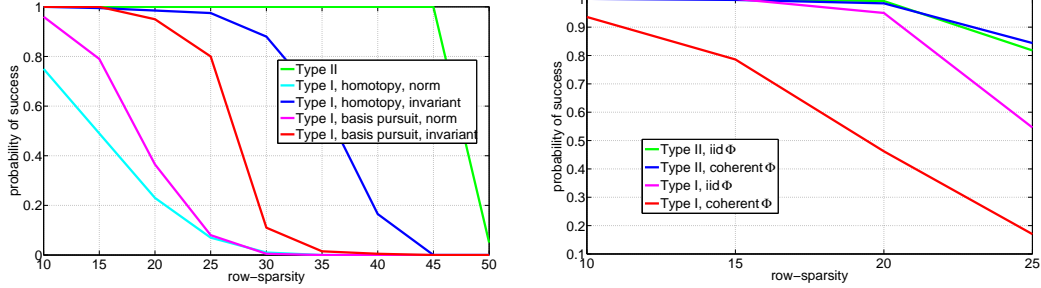 1
0.8
0.6
0.4
0.2
0
probability of success
10 15 20 25 30 35 40 45 50
row−sparsity
Type II
Type I, homotopy, norm
Type I, homotopy, invariant
Type I, basis pursuit, norm
Type I, basis pursuit, invariant
1
0.9
0.8
0.7
0.6
0.5
0.4
0.3
0.2
0.1
probability of success
10 15 20 25
row−sparsity
Type II, iid Φ
Type II, coherent Φ
Type I, iid Φ
Type I, coherent Φ